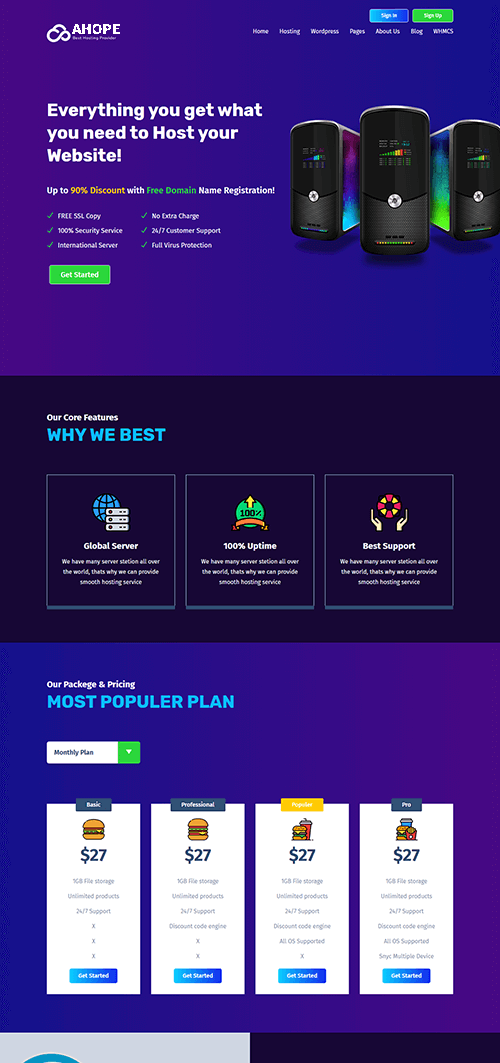 Sign In
Sign Up
AHOPE
Best Hosting Provider
Home Hosting Wordpress Pages About Us Blog WHMCS
Everything you get what
you need to Host your
Website!
Up to 90% Discount with Free Domain Name Registration!
FREE SSL Copy
No Extra Charge
100% Security Service
24/7 Customer Support
International Server
Full Virus Protection
Get Started
Our Core Features
WHY WE BEST
100%
Global Server
We have many server stetion all over
the world, thats why we can provide
smooth hosting service
100% Uptime
We have many server stetion all over
the world, thats why we can provide
smooth hosting service
Best Support
We have many server stetion all over
the world, thats why we can provide
smooth hosting service
Our Packege & Pricing
MOST POPULER PLAN
Monthly Plan
Basic
$27
1GB File storage
Unlimited products
24/7 Support
X
X
X
Get Started
Professional
$27
1GB File storage
Unlimited products
24/7 Support
Discount code engine
X
X
Get Started
Populer
$27
1GB File storage
Unlimited products
24/7 Support
Discount code engine
All OS Supported
X
Get Started
Pro
$27
1GB File storage
Unlimited products
24/7 Support
Discount code engine
All OS Supported
Snyc Multiple Device
Get Started